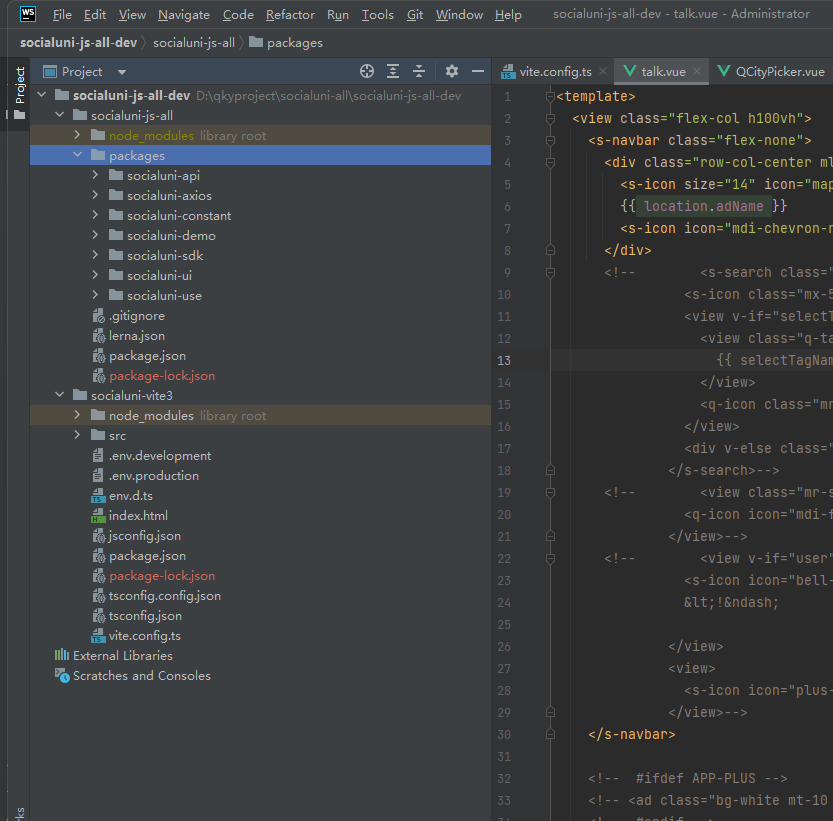 WS File Edit View Navigate Code Refactor Run Tools Git Window Help socialuni-js-all-dev - talk.vue - Administrator
socialuni-js-all-dev socialuni-js-all packages
Project
Project
vite.config.ts talk.vue QCityPicker.vue
socialuni-js-all-dev D:\qkyproject\socialuni-all\socialuni-js-all-dev
socialuni-js-all
node_modules library root
packages
socialuni-api
socialuni-axios
socialuni-constant
socialuni-demo
socialuni-sdk
socialuni-ui
socialuni-use
.gitignore
lerna.json
package.json
package-lock.json
socialuni-vite3
node_modules library root
src
.env.development
.env.production
env.d.ts
index.html
jsconfig.json
package.json
package-lock.json
tsconfig.config.json
tsconfig.json
vite.config.ts
External Libraries
Scratches and Consoles
1 <template>
2 <view class="flex-col h100vh">
3 <s-navbar class="flex-none">
4 <div class="row-col-center ml
5 <s-icon size="14" icon="map
6 {{ location.adName }}
7 <s-icon icon="mdi-chevron-r
8 </div>
9 <!-- <s-search class="
10 <s-icon class="mx-5
11 <view v-if="selectT
12 <view class="q-ta
13 {{ selectTagNam
14 </view>
15 <q-icon class="mr
16 </view>
17 <div v-else class="
18 </s-search>-->
19 <!-- <view class="mr-s
20 <q-icon icon="mdi-f
21 </view>-->
22 <!-- <view v-if="user"
23 <s-icon icon="bell-
24 &lt;!&ndash;
25
26 </view>
27 <view>
28 <s-icon icon="plus-
29 </view>-->
30 </s-navbar>
31
32 <!-- #ifdef APP-PLUS -->
33 <!-- <ad class="bg-white mt-10